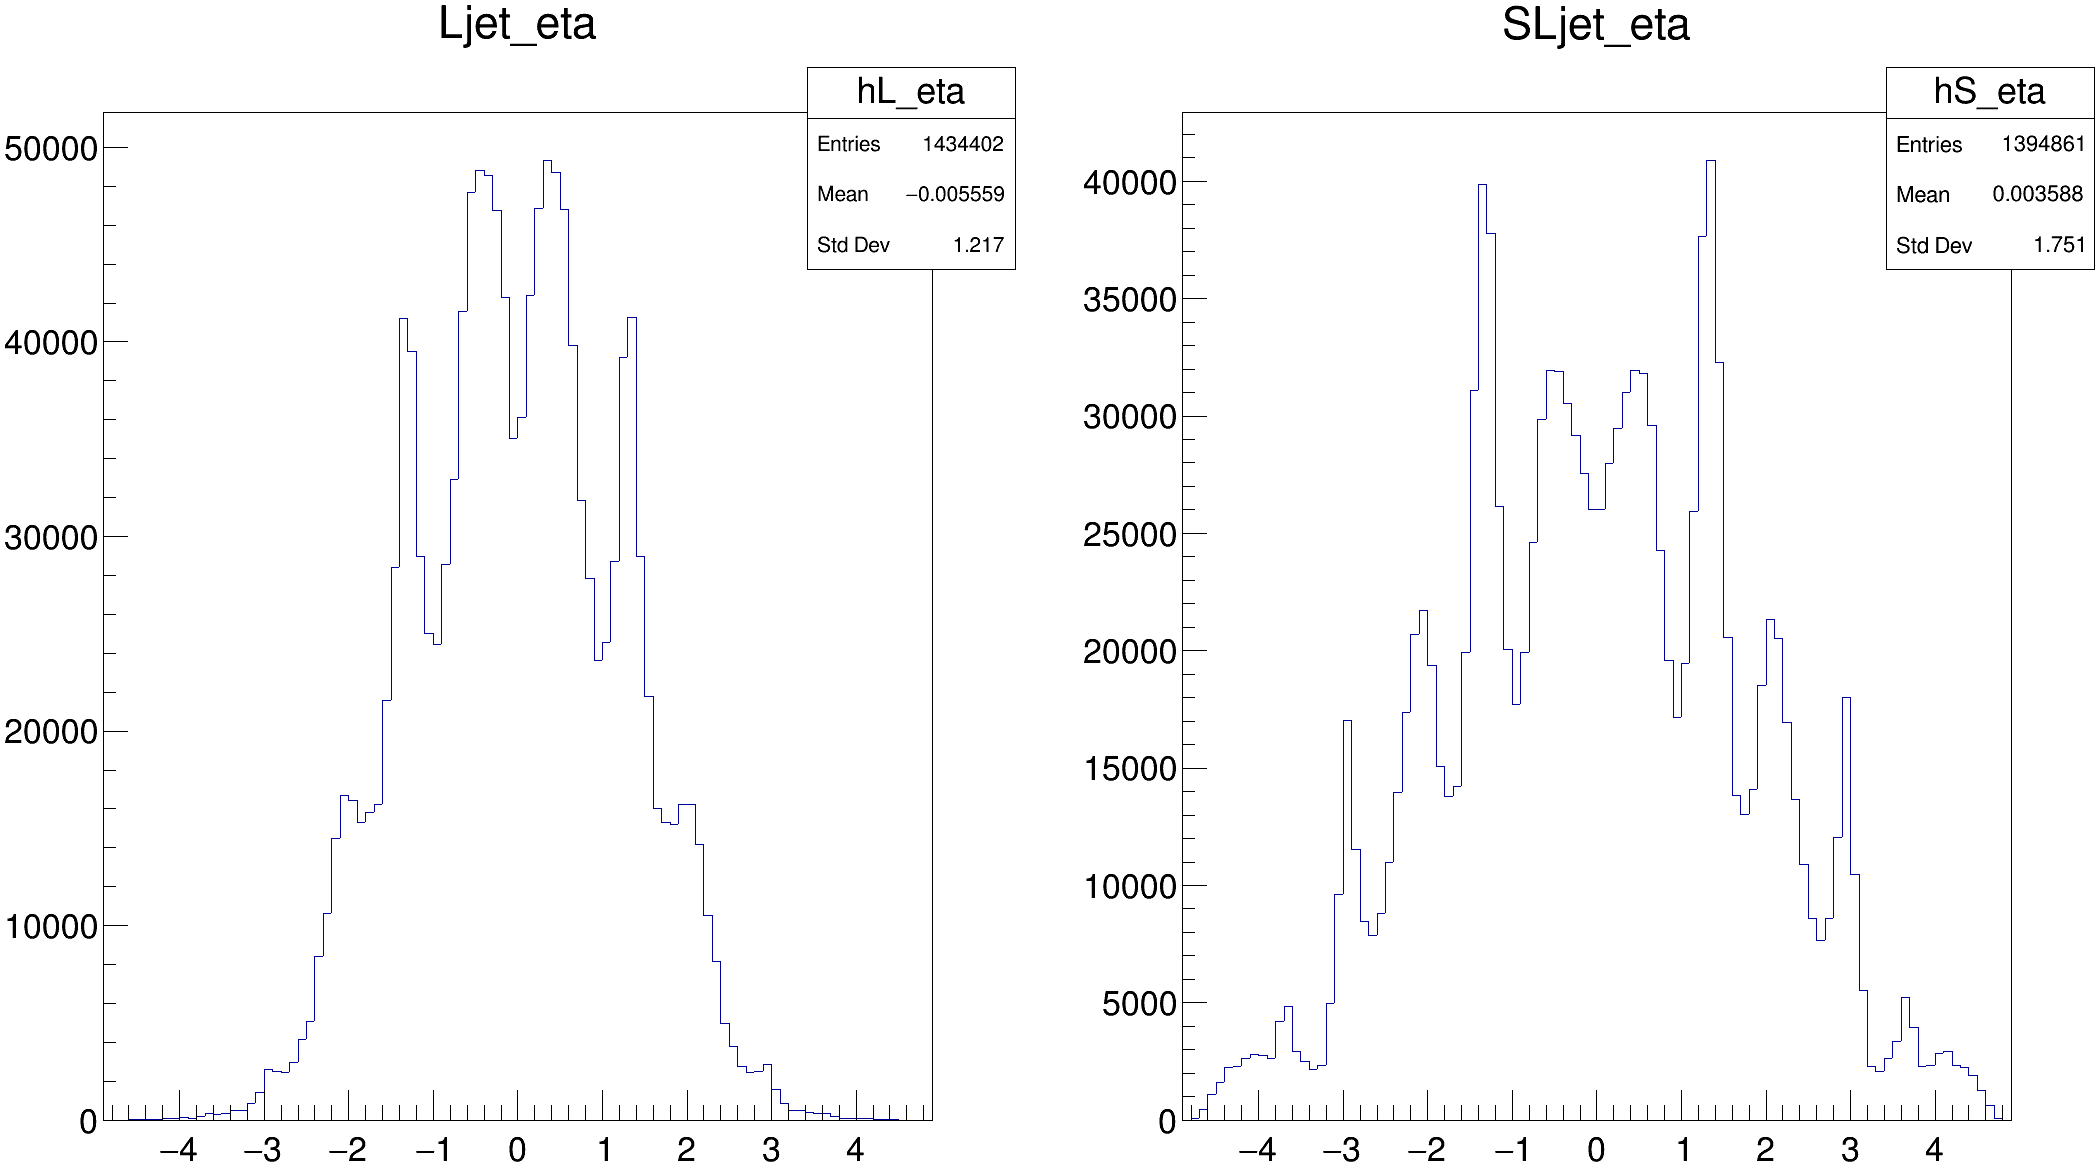 Ljet_eta
hL_eta
Entries 1434402
Mean −0.005559
Std Dev 1.217
50000
40000
30000
20000
10000
0
−4 −3 −2 −1 0 1 2 3 4
SLjet_eta
hS_eta
Entries 1394861
Mean 0.003588
Std Dev 1.751
40000
35000
30000
25000
20000
15000
10000
5000
0
−4 −3 −2 −1 0 1 2 3 4